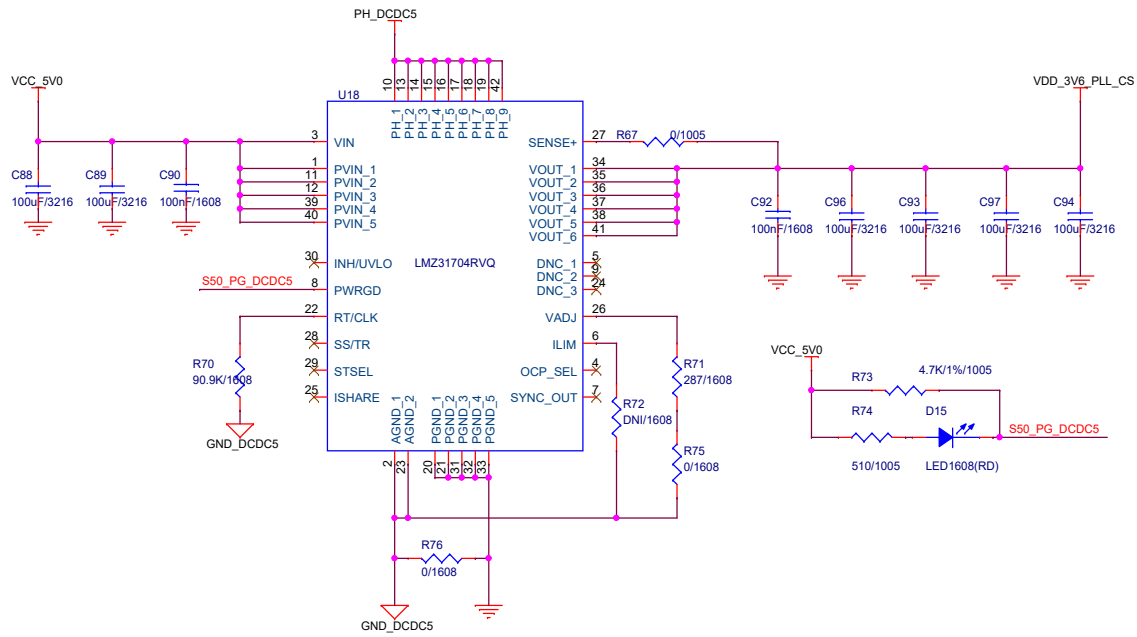 PH_DCDC5
VCC_5V0
VDD_3V6_PLL_CS
10
13
14
15
16
17
18
19
42
U18
PH_1
PH_2
PH_3
PH_4
PH_5
PH_6
PH_7
PH_8
PH_9
3
VIN
SENSE+
27
R67
0/1005
1
PVIN_1
VOUT_1
34
11
PVIN_2
VOUT_2
35
12
PVIN_3
VOUT_3
36
39
PVIN_4
VOUT_4
37
40
PVIN_5
VOUT_5
38
VOUT_6
41
C88
100uF/3216
C89
100uF/3216
C90
100nF/1608
C92
100nF/1608
C96
100uF/3216
C93
100uF/3216
C97
100uF/3216
C94
100uF/3216
30
INH/UVLO
LMZ31704RVQ
DNC_1
5
DNC_2
9
DNC_3
24
S50_PG_DCDC5
8
PWRGD
22
RT/CLK
VADJ
26
28
SS/TR
ILIM
6
29
STSEL
OCP_SEL
4
25
ISHARE
SYNC_OUT
7
R70
90.9K/1608
GND_DCDC5
R71
287/1608
R72
DNI/1608
R75
0/1608
AGND_1
AGND_2
PGND_1
PGND_2
PGND_3
PGND_4
PGND_5
2
23
20
21
31
32
33
R76
0/1608
GND_DCDC5
VCC_5V0
R73
4.7K/1%/1005
R74
D15
S50_PG_DCDC5
510/1005
LED1608(RD)